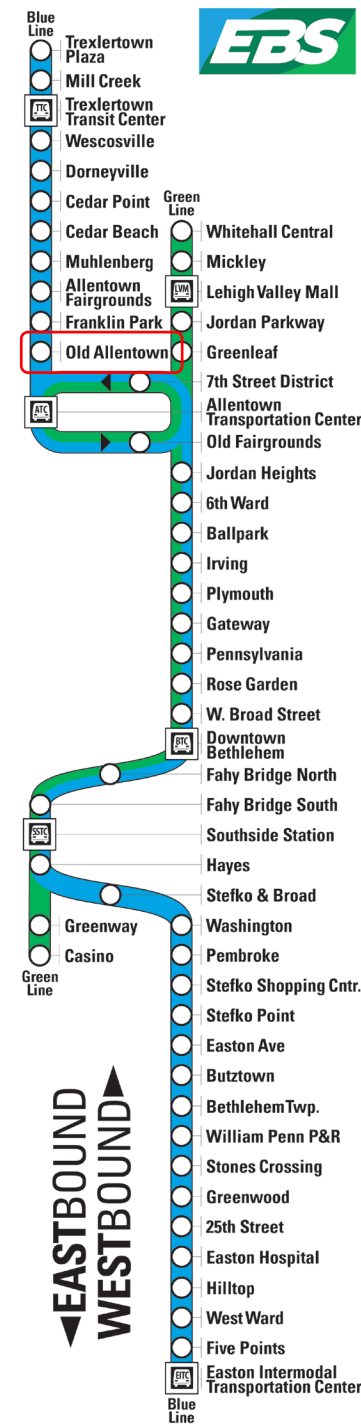 Blue
Line
EBS
Trexlertown
Plaza
Mill Creek
TTC
Trexlertown
Transit Center
Wescosville
Dorneyville
Cedar Point
Green
Line
Cedar Beach
Whitehall Central
Muhlenberg
Mickley
Allentown
Fairgrounds
LVM
Lehigh Valley Mall
Franklin Park
Jordan Parkway
Old Allentown
Greenleaf
7th Street District
ATC
Allentown
Transportation Center
Old Fairgrounds
Jordan Heights
6th Ward
Ballpark
Irving
Plymouth
Gateway
Pennsylvania
Rose Garden
W. Broad Street
BTC
Downtown
Bethlehem
Fahy Bridge North
Fahy Bridge South
SSTC
Southside Station
Hayes
Stefko & Broad
Greenway
Washington
Casino
Pembroke
Green
Line
Stefko Shopping Cntr.
Stefko Point
Easton Ave
Butztown
Bethlehem Twp.
William Penn P&R
Stones Crossing
Greenwood
25th Street
Easton Hospital
Hilltop
West Ward
Five Points
EASTBOUND
WESTBOUND
EITC
Easton Intermodal
Transportation Center
Blue
Line